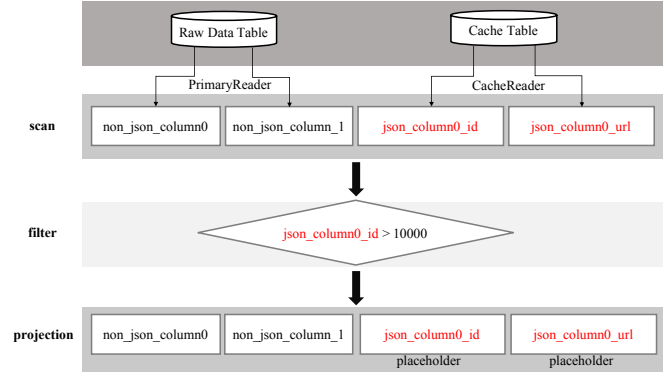 Raw Data Table
Cache Table
PrimaryReader
CacheReader
scan
non_json_column0
non_json_column_1
json_column0_id
json_column0_url
filter
json_column0_id > 10000
projection
non_json_column0
non_json_column_1
json_column0_id
json_column0_url
placeholder
placeholder